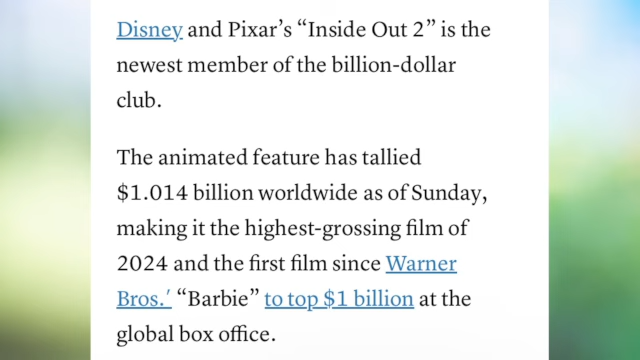 Disney and Pixar’s “Inside Out 2” is the
newest member of the billion-dollar
club.
The animated feature has tallied
$1.014 billion worldwide as of Sunday,
making it the highest-grossing film of
2024 and the first film since Warner
Bros.’ “Barbie” to top $1 billion at the
global box office.